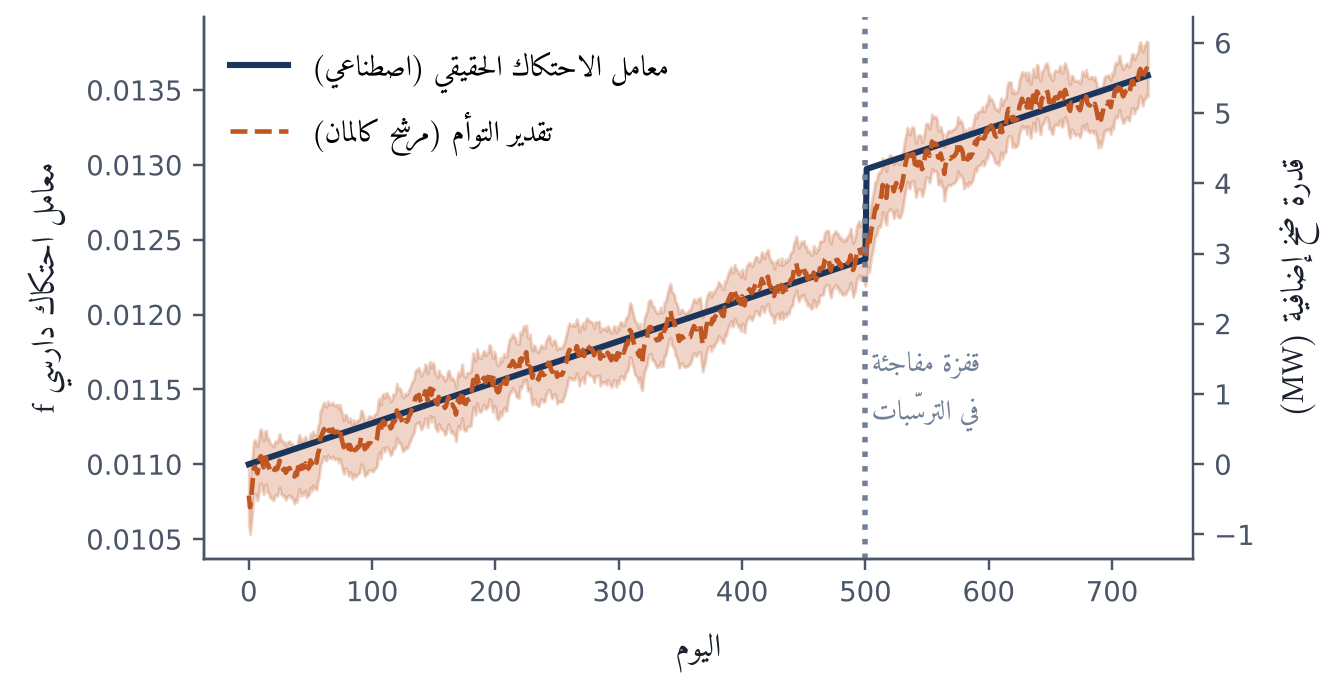 معامل الاحتكاك الحقيقي (اصطناعي)
تقدير التوأم (مرشح كالمان)
معامل احتكاك دارسي f
0.0135
0.0130
0.0125
0.0120
0.0115
0.0110
0.0105
قدرة ضخ إضافية (MW)
6
5
4
3
2
1
0
−1
قفزة مفاجئة
في الترسّبات
0 100 200 300 400 500 600 700
اليوم